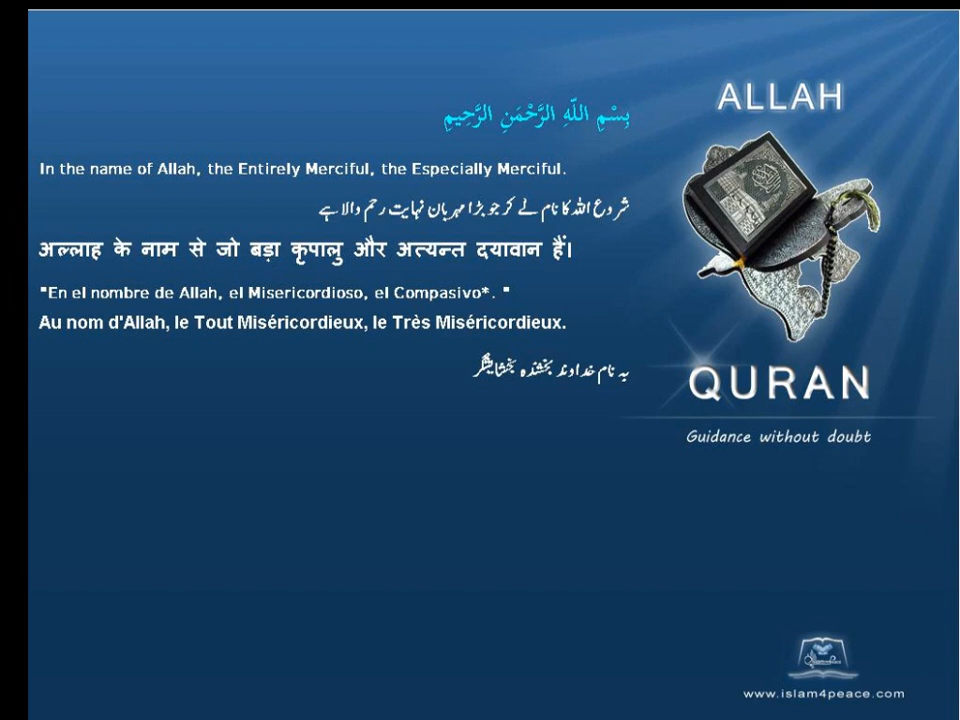 بِسْمِ اللَّهِ الرَّحْمَنِ الرَّحِيمِ
In the name of Allah, the Entirely Merciful, the Especially Merciful.
شروع اللہ کا نام لے کر جو بڑا مہربان نہایت رحم والا ہے
अल्लाह के नाम से जो बड़ा कृपालु और अत्यन्त दयावान हैं।
"En el nombre de Allah, el Misericordioso, el Compasivo*. "
Au nom d'Allah, le Tout Miséricordieux, le Très Miséricordieux.
به نام خداوند بخشنده بخشایشگر
ALLAH
QURAN
Guidance without doubt
www.islam4peace.com